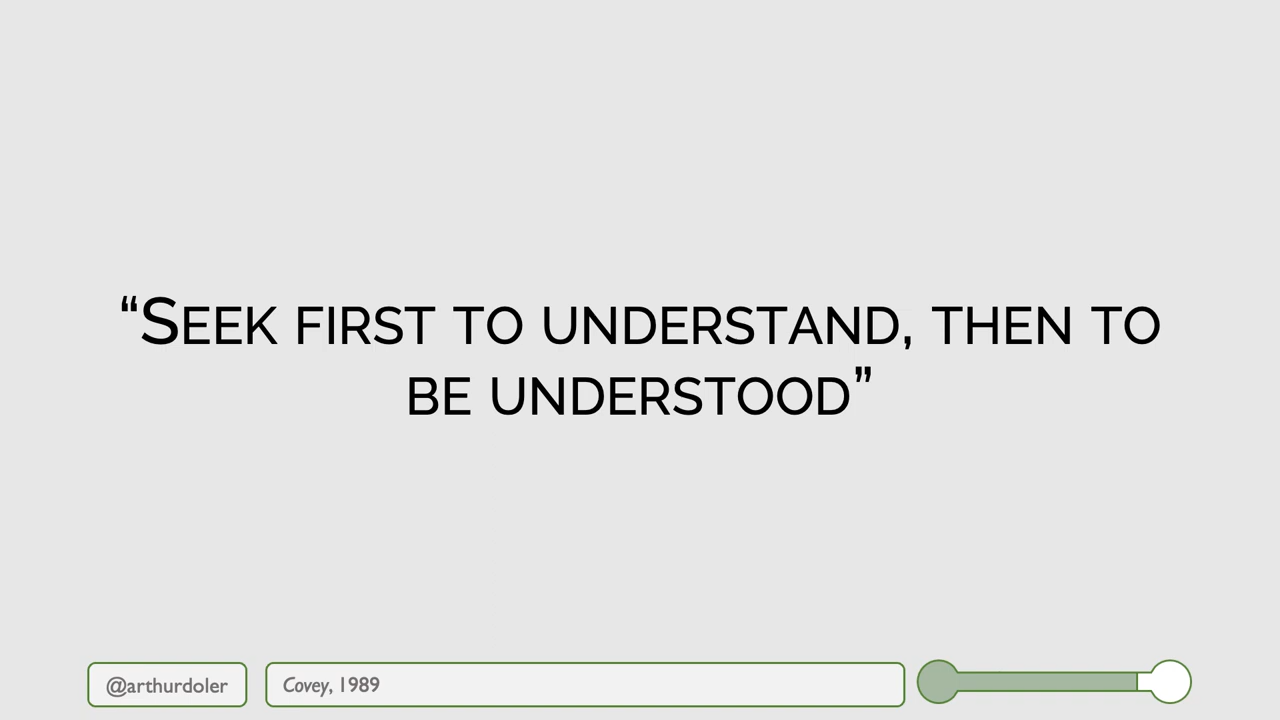 “Seek first to understand, then to
be understood”
@arthurdoler
Covey, 1989